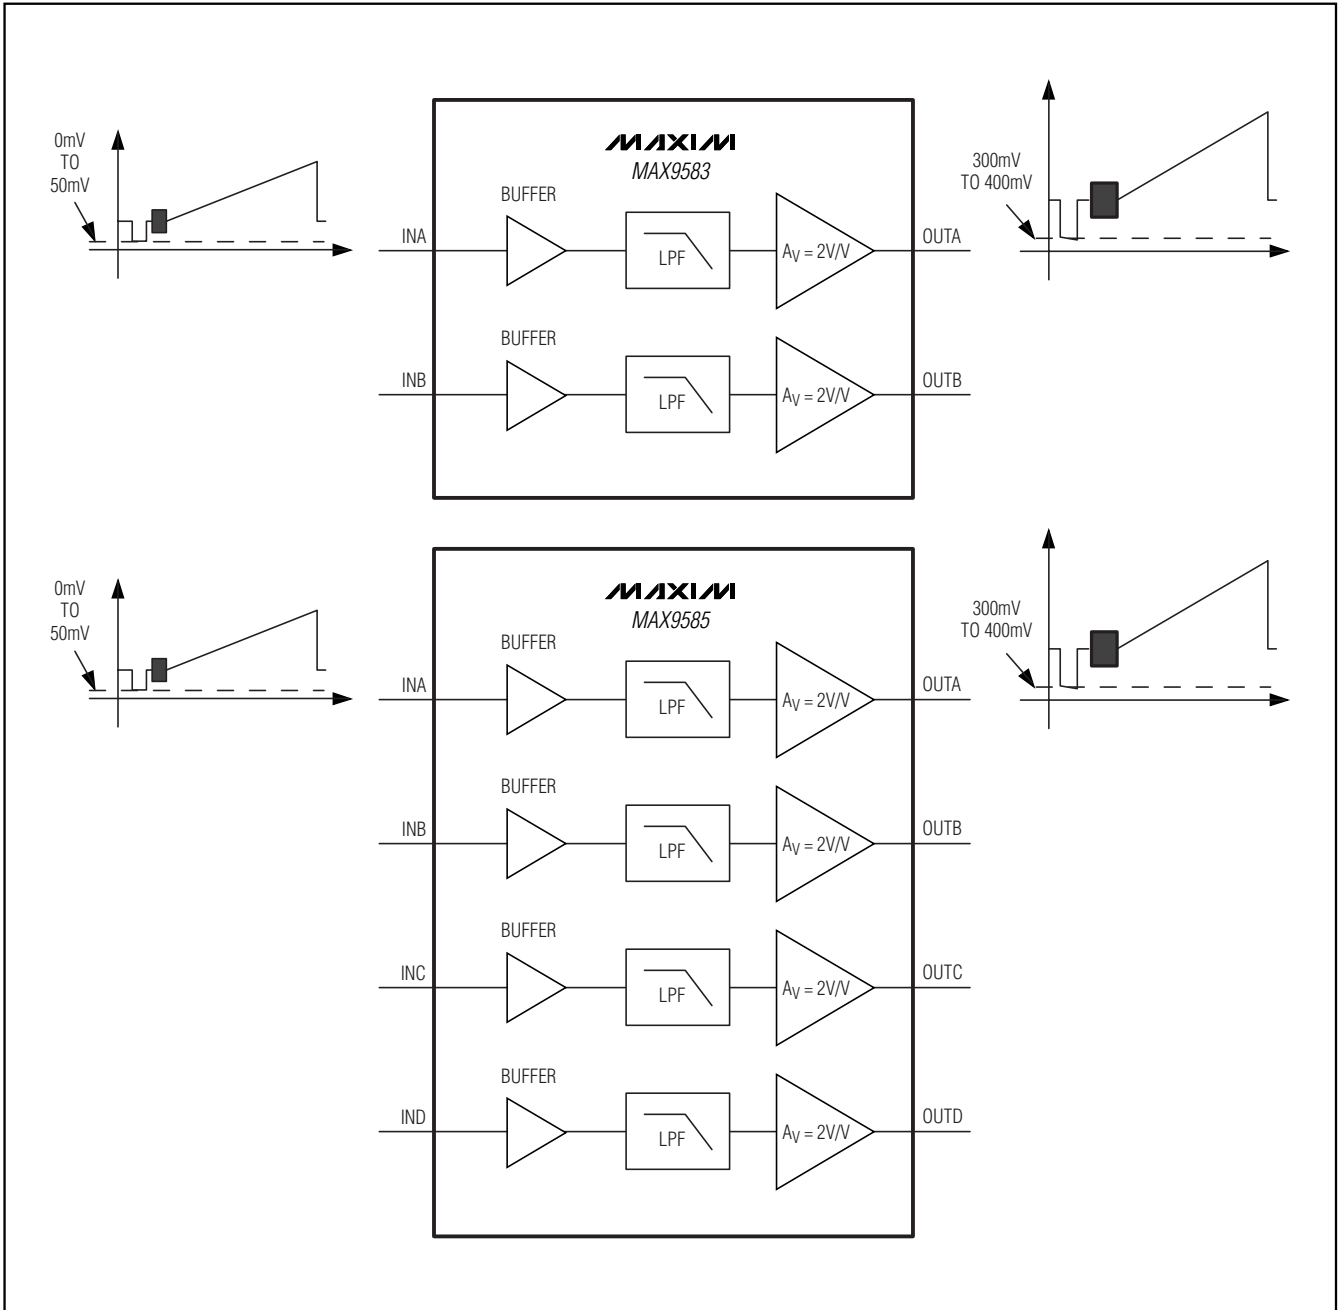 MAXIM
MAX9583
0mV
TO
50mV
300mV
TO 400mV
BUFFER
INA
LPF
AV = 2V/V
OUTA
BUFFER
INB
LPF
AV = 2V/V
OUTB
MAXIM
MAX9585
0mV
TO
50mV
300mV
TO 400mV
BUFFER
INA
LPF
AV = 2V/V
OUTA
BUFFER
INB
LPF
AV = 2V/V
OUTB
BUFFER
INC
LPF
AV = 2V/V
OUTC
BUFFER
IND
LPF
AV = 2V/V
OUTD